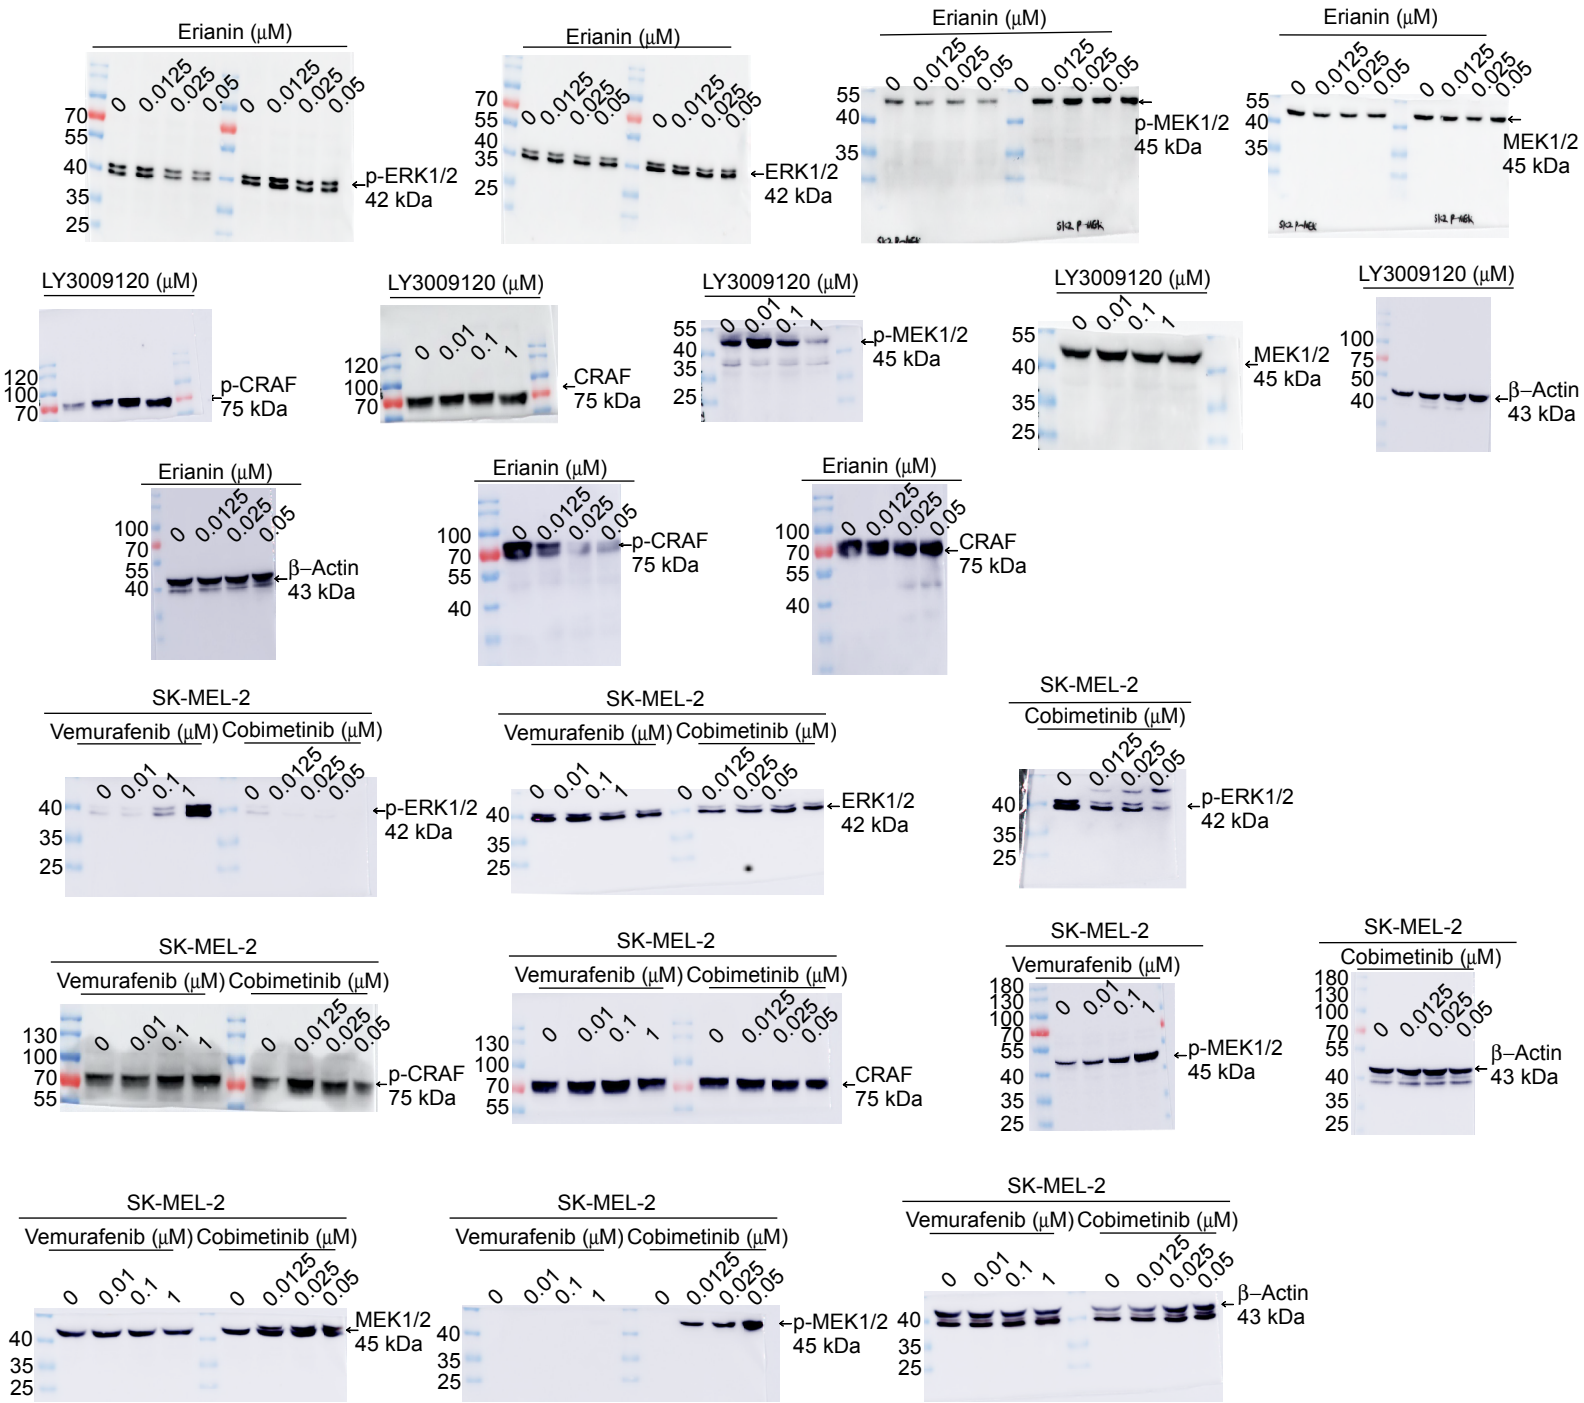 Erianin (μM)
0 0.0125 0.025 0.05 0 0.0125 0.025 0.05
70
55
40
35
25
←p-ERK1/2
42 kDa
Erianin (μM)
0 0.0125 0.025 0.05 0 0.0125 0.025 0.05
70
55
40
35
25
←ERK1/2
42 kDa
Erianin (μM)
0 0.0125 0.025 0.05 0 0.0125 0.025 0.05
55
40
35
←
p-MEK1/2
45 kDa
SK2 P-MEK
SK2 P-MEK
Erianin (μM)
0 0.0125 0.025 0.05 0 0.0125 0.025 0.05
55
40
35
←
MEK1/2
45 kDa
SK2 P-MEK
SK2 P-MEK
LY3009120 (μM)
120
100
70
p-CRAF
75 kDa
LY3009120 (μM)
0 0.01 0.1 1
120
100
70
←CRAF
75 kDa
LY3009120 (μM)
0 0.01 0.1 1
55
40
35
25
←p-MEK1/2
45 kDa
LY3009120 (μM)
0 0.01 0.1 1
55
40
35
25
←MEK1/2
45 kDa
LY3009120 (μM)
100
75
50
40
←β–Actin
43 kDa
Erianin (μM)
0 0.0125 0.025 0.05
100
70
55
40
←β–Actin
43 kDa
Erianin (μM)
0 0.0125 0.025 0.05
100
70
55
40
←p-CRAF
75 kDa
Erianin (μM)
0 0.0125 0.025 0.05
100
70
55
40
←CRAF
75 kDa
SK-MEL-2
Vemurafenib (μM) Cobimetinib (μM)
0 0.01 0.1 1 0 0.0125 0.025 0.05
40
35
25
←p-ERK1/2
42 kDa
SK-MEL-2
Vemurafenib (μM) Cobimetinib (μM)
0 0.01 0.1 1 0 0.0125 0.025 0.05
40
35
25
←ERK1/2
42 kDa
SK-MEL-2
Cobimetinib (μM)
0 0.0125 0.025 0.05
40
35
25
←p-ERK1/2
42 kDa
SK-MEL-2
Vemurafenib (μM) Cobimetinib (μM)
0 0.01 0.1 1 0 0.0125 0.025 0.05
130
100
70
55
←p-CRAF
75 kDa
SK-MEL-2
Vemurafenib (μM) Cobimetinib (μM)
0 0.01 0.1 1 0 0.0125 0.025 0.05
130
100
70
55
←CRAF
75 kDa
SK-MEL-2
Vemurafenib (μM)
0 0.01 0.1 1
180
130
100
70
55
40
35
25
←p-MEK1/2
45 kDa
SK-MEL-2
Cobimetinib (μM)
0 0.0125 0.025 0.05
180
130
100
70
55
40
35
25
←β–Actin
43 kDa
SK-MEL-2
Vemurafenib (μM) Cobimetinib (μM)
0 0.01 0.1 1 0 0.0125 0.025 0.05
40
35
25
←MEK1/2
45 kDa
SK-MEL-2
Vemurafenib (μM) Cobimetinib (μM)
0 0.01 0.1 1 0 0.0125 0.025 0.05
40
35
25
←p-MEK1/2
45 kDa
SK-MEL-2
Vemurafenib (μM) Cobimetinib (μM)
0 0.01 0.1 1 0 0.0125 0.025 0.05
40
35
25
←β–Actin
43 kDa